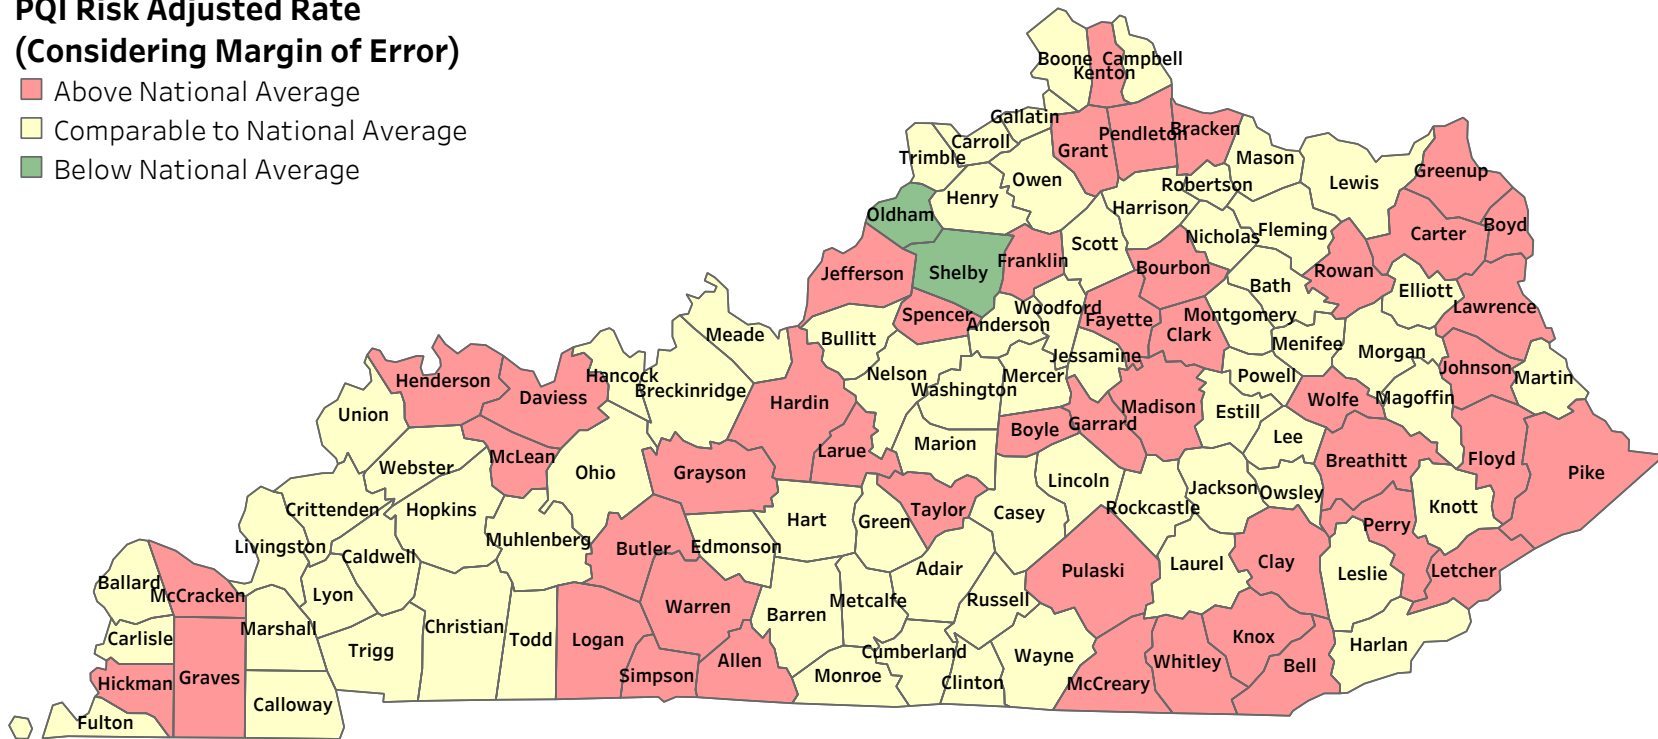 PQI Risk Adjusted Rate
(Considering Margin of Error)
Above National Average
Comparable to National Average
Below National Average
Boone
Campbell
Kenton
Gallatin
Carroll
Trimble
Grant
Pendleton
Bracken
Mason
Robertson
Lewis
Greenup
Owen
Henry
Harrison
Oldham
Scott
Nicholas
Fleming
Carter
Boyd
Jefferson
Shelby
Franklin
Bourbon
Rowan
Bath
Elliott
Lawrence
Spencer
Anderson
Woodford
Fayette
Clark
Montgomery
Menifee
Morgan
Meade
Bullitt
Jessamine
Johnson
Martin
Henderson
Daviess
Hancock
Breckinridge
Nelson
Washington
Mercer
Powell
Wolfe
Magoffin
Union
Hardin
Madison
Estill
Garrard
Boyle
Lee
Marion
Larue
McLean
Webster
Ohio
Grayson
Breathitt
Floyd
Pike
Crittenden
Hopkins
Lincoln
Rockcastle
Jackson
Owsley
Knott
Hart
Green
Taylor
Casey
Perry
Livingston
Caldwell
Muhlenberg
Butler
Edmonson
Adair
Pulaski
Laurel
Clay
Leslie
Letcher
Ballard
McCracken
Lyon
Warren
Barren
Metcalfe
Russell
Carlisle
Marshall
Christian
Todd
Logan
Knox
Harlan
Trigg
Cumberland
Wayne
Whitley
Bell
Hickman
Graves
Simpson
Allen
Monroe
Clinton
McCreary
Calloway
Fulton